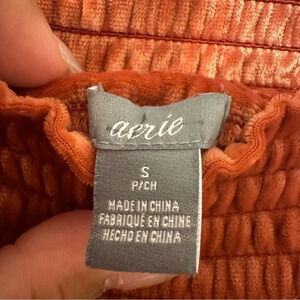 aerie
S
P/CH
MADE IN CHINA
FABRIQUÉ EN CHINE
HECHO EN CHINA